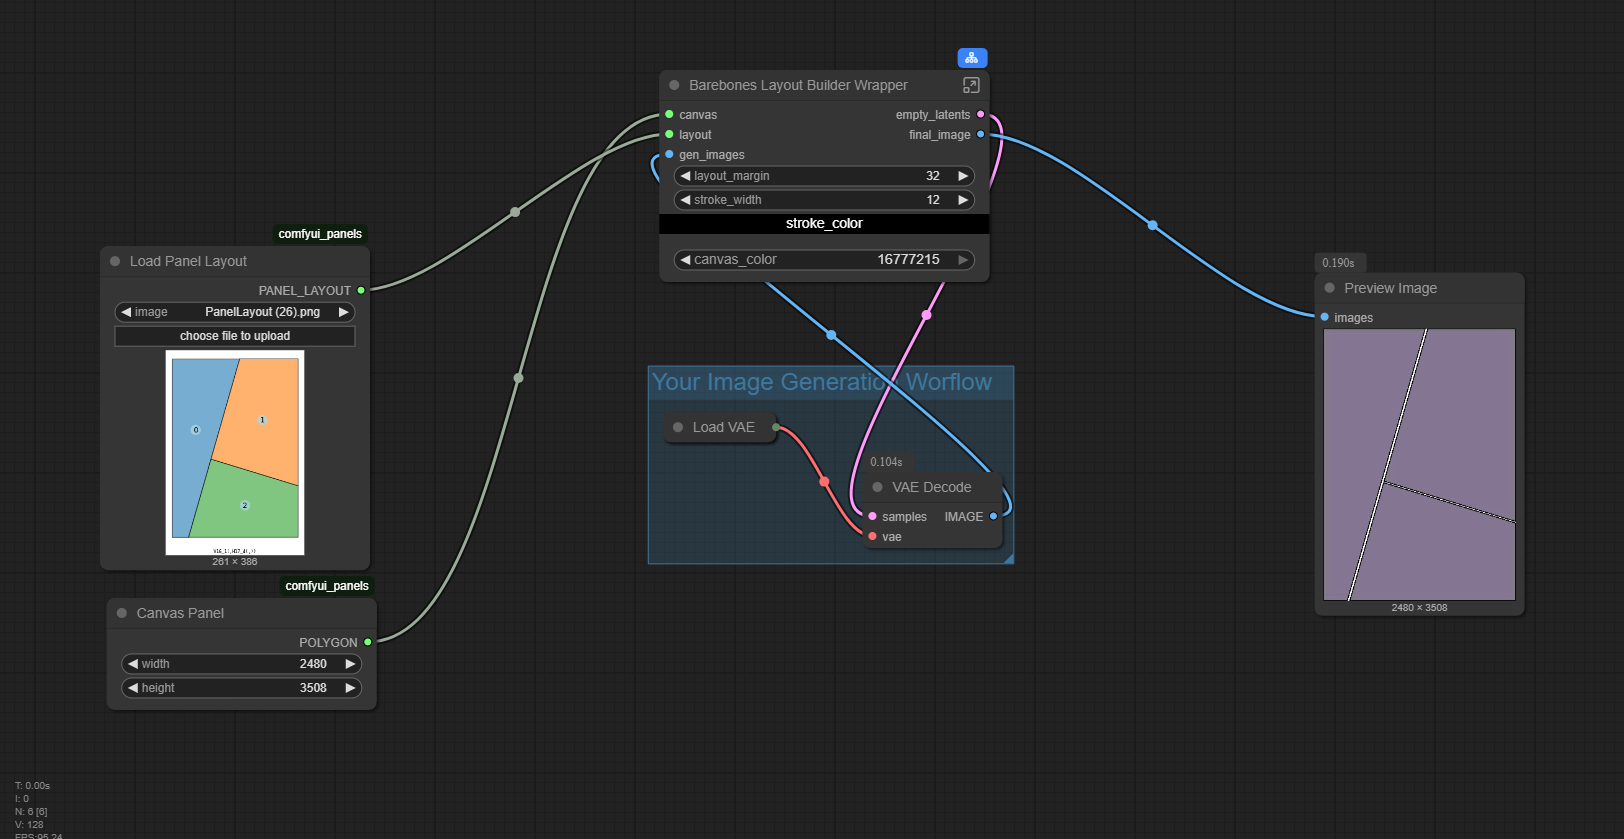 Barebones Layout Builder Wrapper
canvas
empty_latents
layout
final_image
gen_images
layout_margin 32
stroke_width 12
stroke_color
canvas_color 16777215
comfyui_panels
Load Panel Layout
PANEL_LAYOUT
image PanelLayout (26).png
choose file to upload
0
1
2
261 × 386
comfyui_panels
Canvas Panel
POLYGON
width 2480
height 3508
Your Image Generation Worflow
Load VAE
0.104s
VAE Decode
samples IMAGE
vae
0.190s
Preview Image
images
2480 × 3508
T: 0.00s
I: 0
N: 6 [6]
V: 128
FPS:95.24